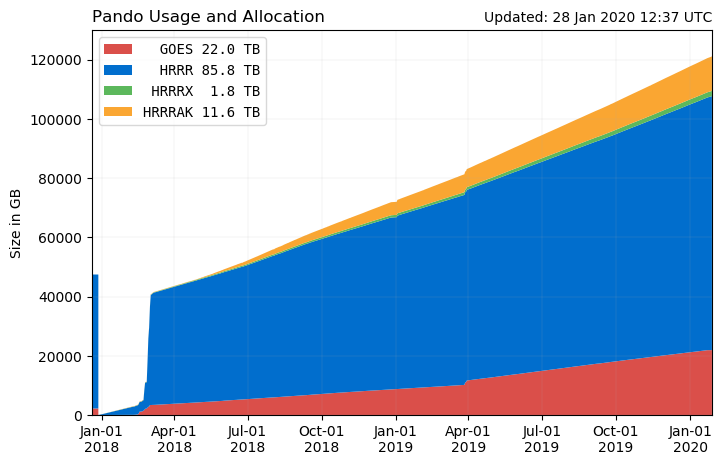 Pando Usage and Allocation
Updated: 28 Jan 2020 12:37 UTC
GOES 22.0 TB
HRRR 85.8 TB
HRRRX 1.8 TB
HRRRAK 11.6 TB
Size in GB
120000
100000
80000
60000
40000
20000
0
Jan-01 2018
Apr-01 2018
Jul-01 2018
Oct-01 2018
Jan-01 2019
Apr-01 2019
Jul-01 2019
Oct-01 2019
Jan-01 2020